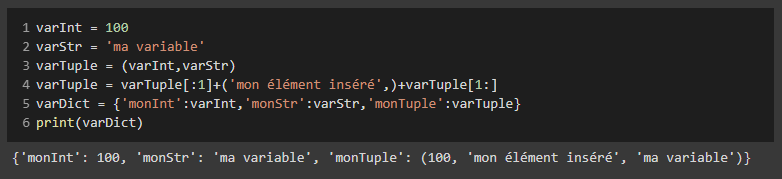 1 varInt = 100
2 varStr = 'ma variable'
3 varTuple = (varInt,varStr)
4 varTuple = varTuple[:1]+('mon élément inséré',)+varTuple[1:]
5 varDict = {'monInt':varInt,'monStr':varStr,'monTuple':varTuple}
6 print(varDict)
{'monInt': 100, 'monStr': 'ma variable', 'monTuple': (100, 'mon élément inséré', 'ma variable')}